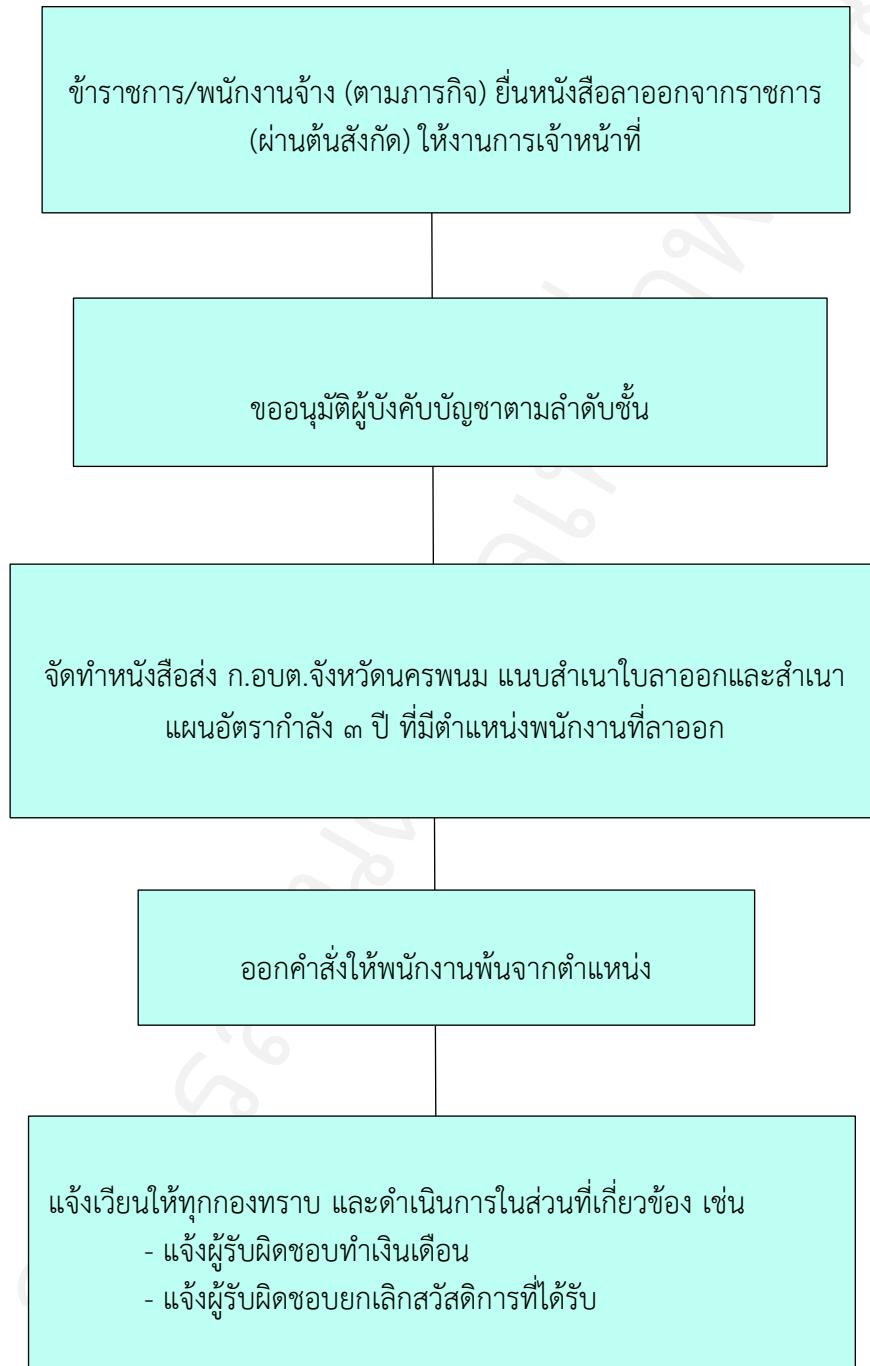 ข้าราชการ/พนักงานจ้าง (ตามภารกิจ) ยื่นหนังสือลาออกจากราชการ
(ผ่านต้นสังกัด) ให้งานการเจ้าหน้าที่
ขออนุมัติผู้บังคับบัญชาตามลำดับชั้น
จัดทำหนังสือส่ง ก.อบต.จังหวัดนครพนม แนบสำเนาใบลาออกและสำเนา
แผนอัตรากำลัง ๓ ปี ที่มีตำแหน่งพนักงานที่ลาออก
ออกคำสั่งให้พนักงานพ้นจากตำแหน่ง
แจ้งเวียนให้ทุกกองทราบ และดำเนินการในส่วนที่เกี่ยวข้อง เช่น
- แจ้งผู้รับผิดชอบทำเงินเดือน
- แจ้งผู้รับผิดชอบยกเลิกสวัสดิการที่ได้รับ